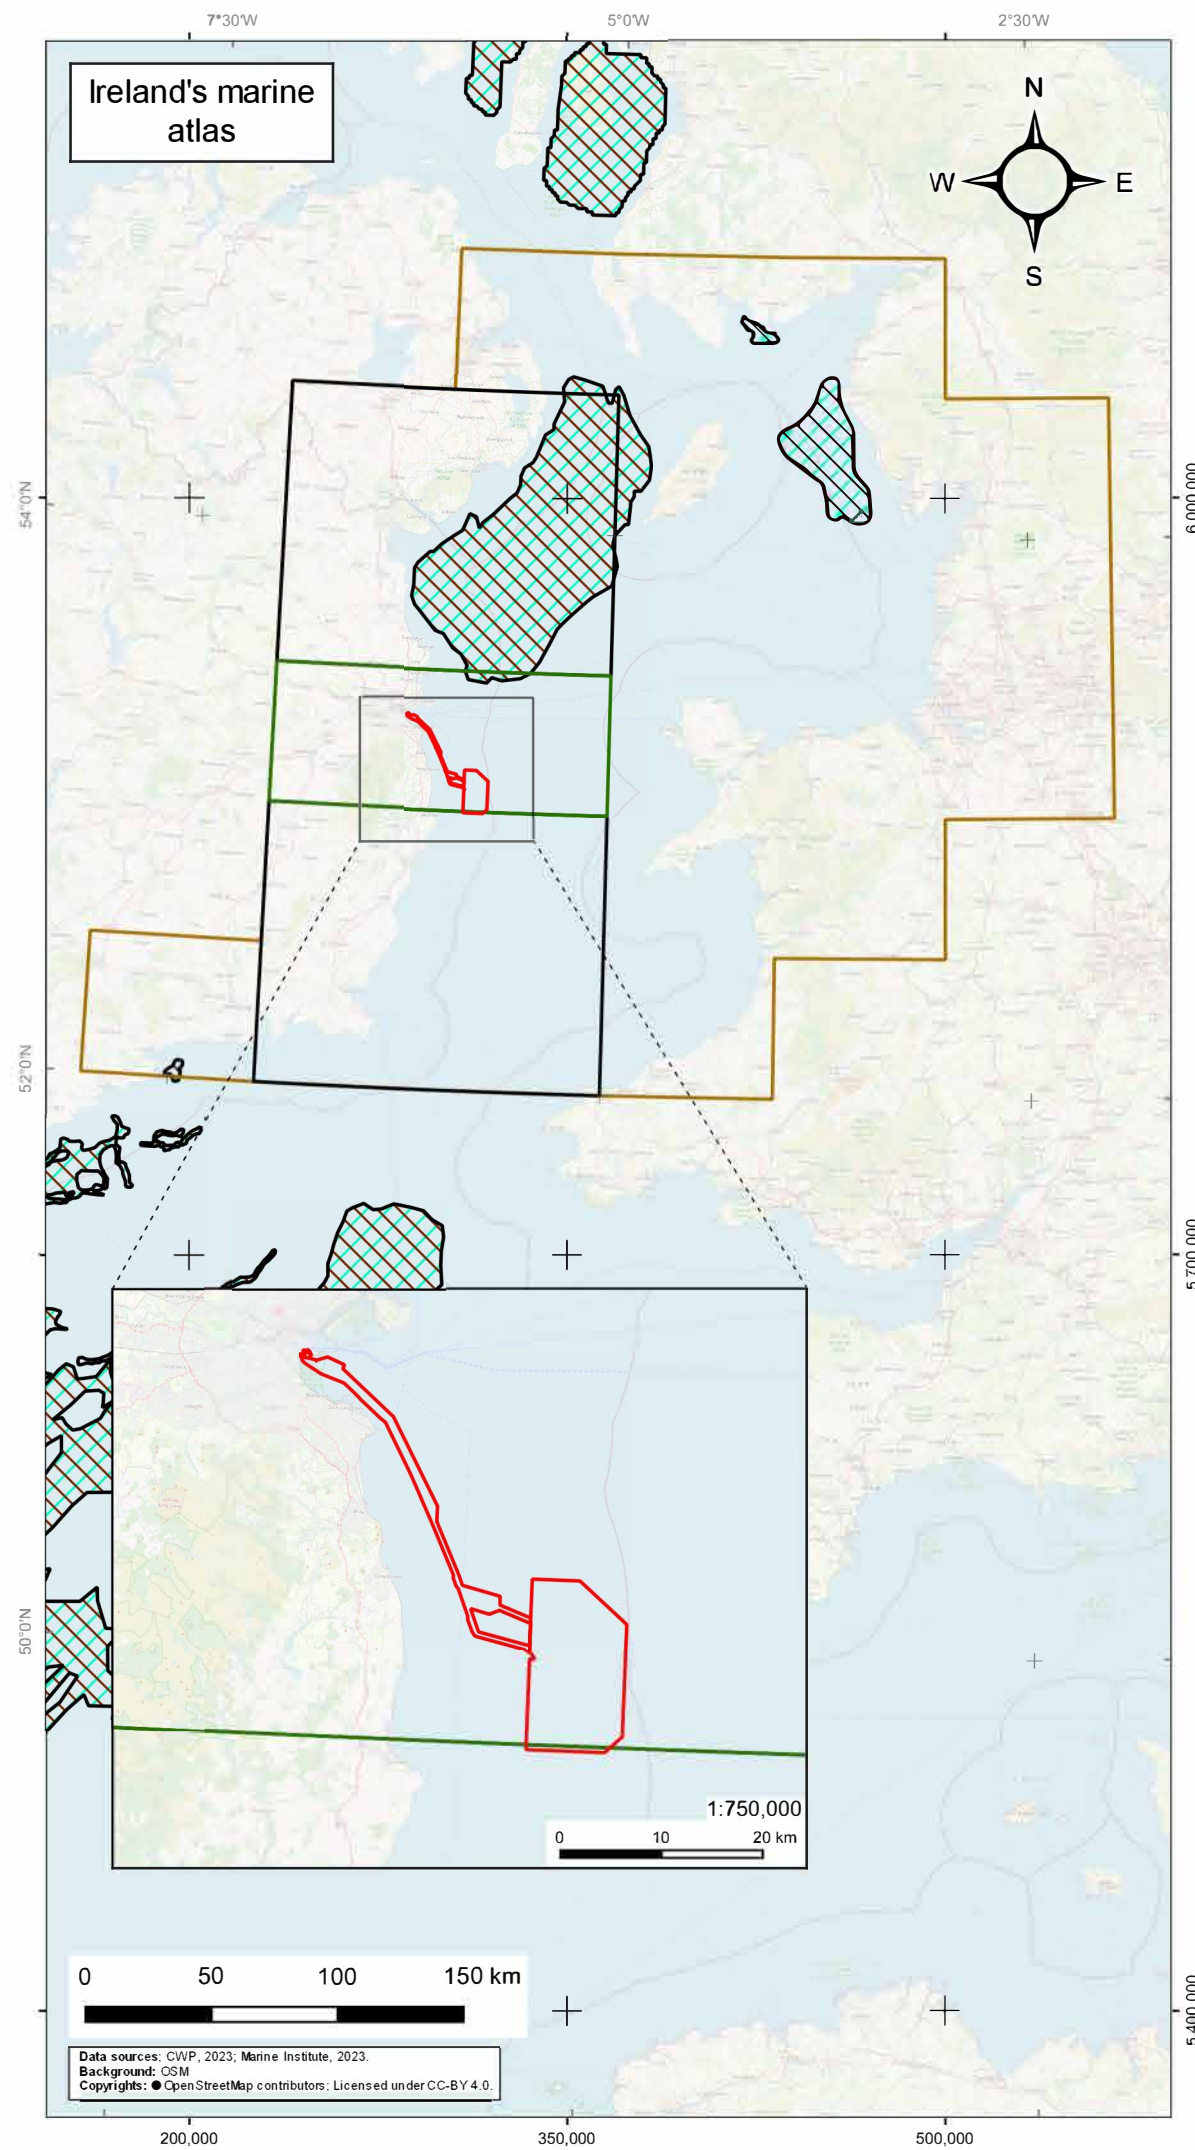 7°30'W
5°0'W
2°30'W
Ireland's marine
atlas
N
W
E
S
54°0'N
6,000,000
52°0'N
5,700,000
50°0'N
1:750,000
0 10 20 km
0 50 100 150 km
5,400,000
Data sources: CWP, 2023; Marine Institute, 2023.
Background: OSM
Copyrights: ● OpenStreetMap contributors; Licensed under CC-BY 4.0.
200,000
350,000
500,000